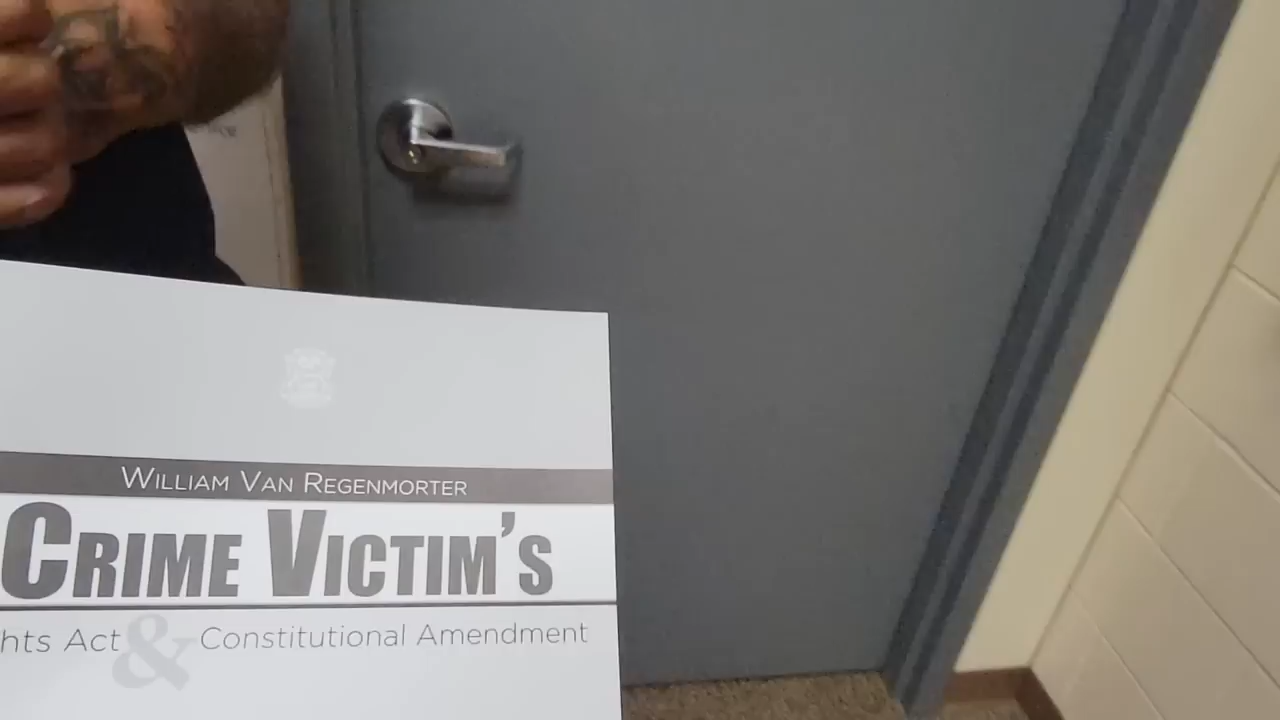 WILLIAM VAN REGENMORTER
CRIME VICTIM'S
hts Act & Constitutional Amendment